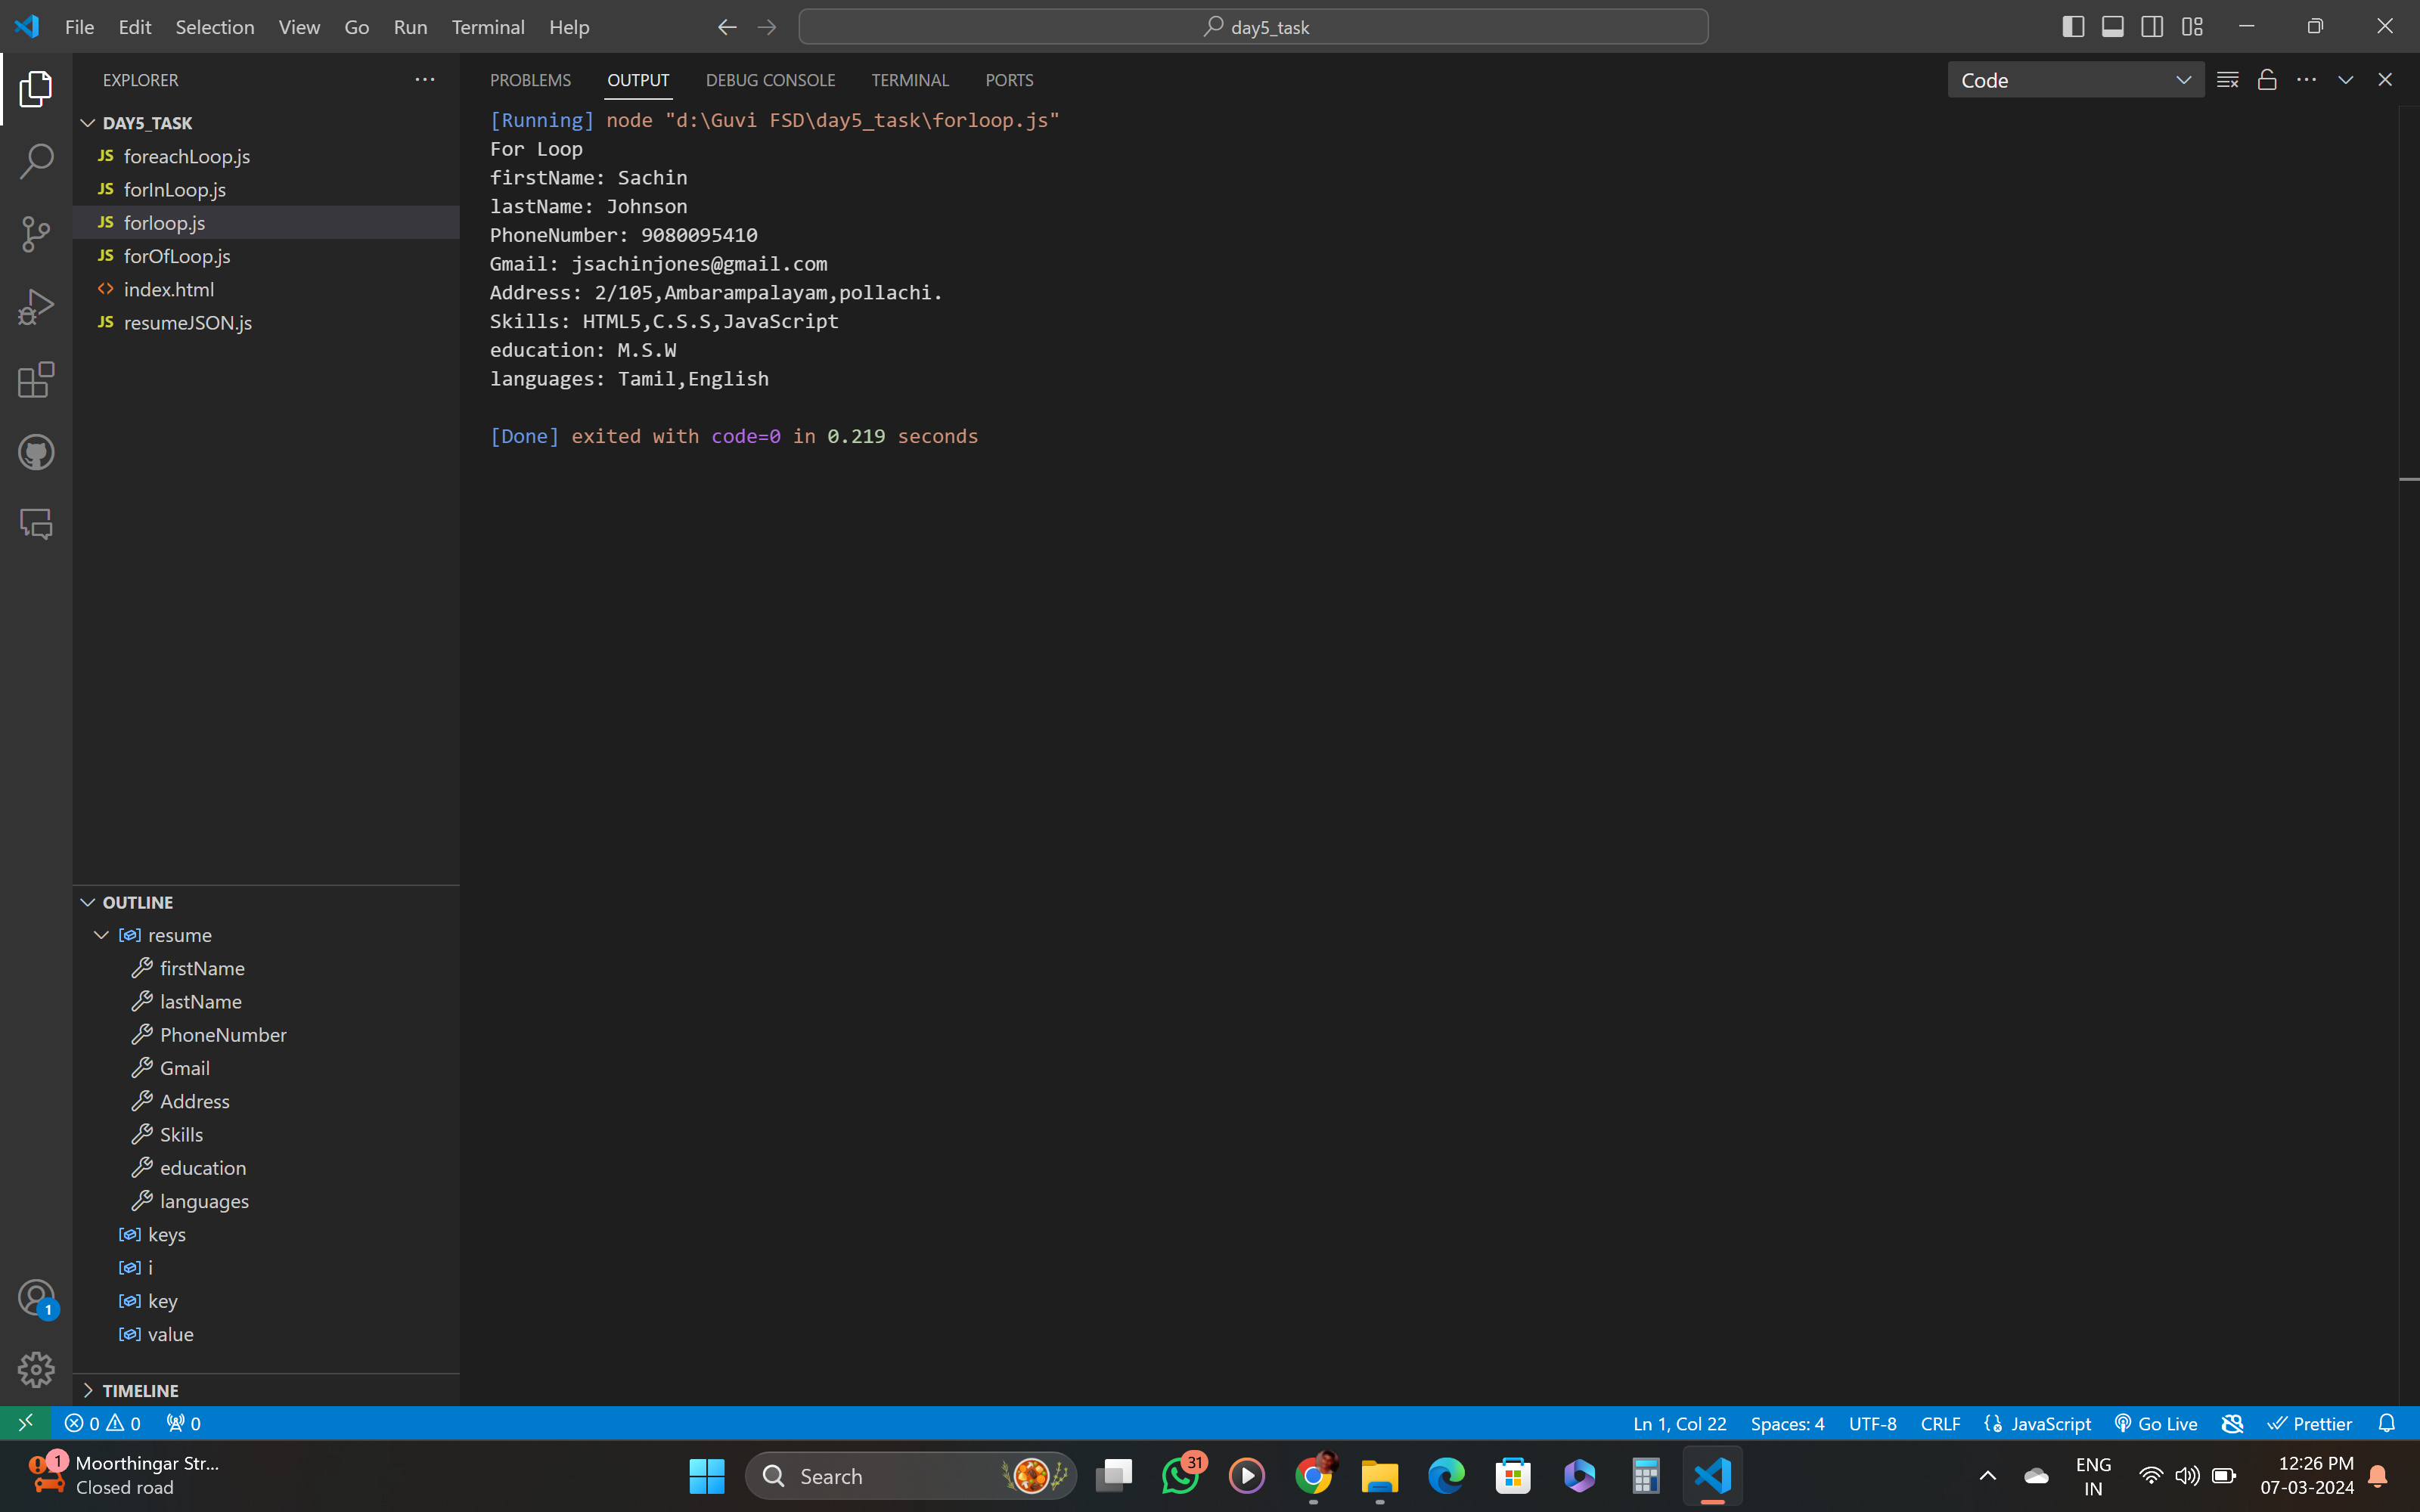 File Edit Selection View Go Run Terminal Help
day5_task
EXPLORER
DAY5_TASK
JS foreachLoop.js
JS forInLoop.js
JS forloop.js
JS forOfLoop.js
<> index.html
JS resumeJSON.js
OUTLINE
resume
firstName
lastName
PhoneNumber
Gmail
Address
Skills
education
languages
keys
i
key
value
TIMELINE
PROBLEMS OUTPUT DEBUG CONSOLE TERMINAL PORTS
Code
[Running] node "d:\Guvi FSD\day5_task\forloop.js"
For Loop
firstName: Sachin
lastName: Johnson
PhoneNumber: 9080095410
Gmail: jsachinjones@gmail.com
Address: 2/105,Ambarampalayam,pollachi.
Skills: HTML5,C.S.S,JavaScript
education: M.S.W
languages: Tamil,English
[Done] exited with code=0 in 0.219 seconds
1
0 0 0
Ln 1, Col 22 Spaces: 4 UTF-8 CRLF JavaScript Go Live Prettier
1
Moorthingar Str...
Closed road
Search
31
ENG
IN
12:26 PM
07-03-2024